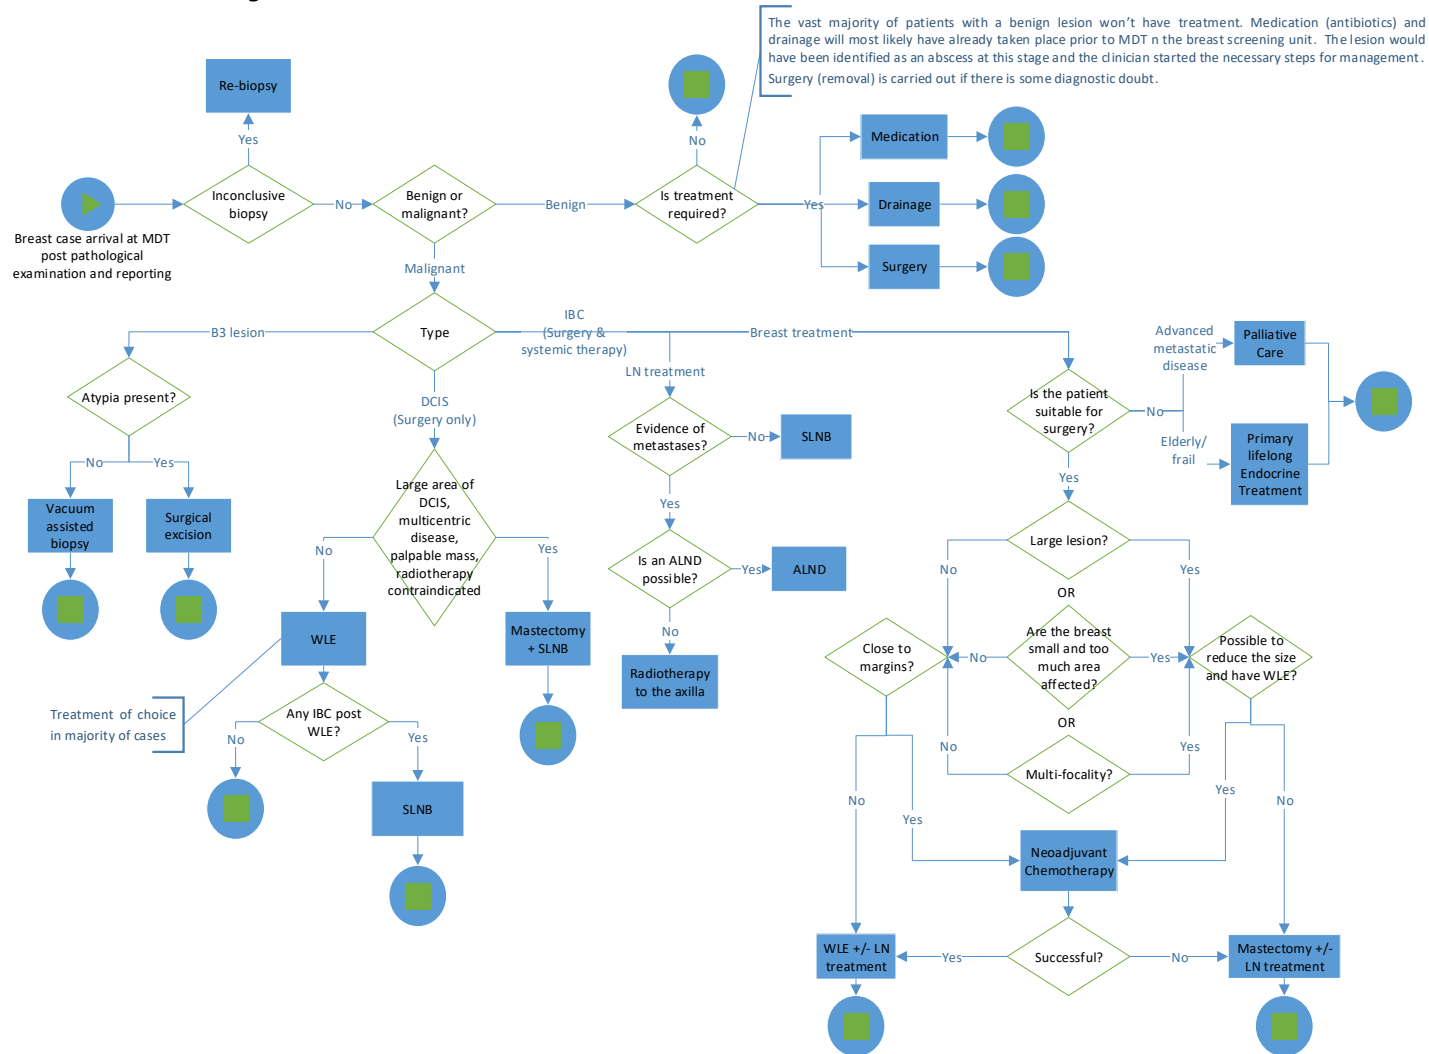 The vast majority of patients with a benign lesion won't have treatment. Medication (antibiotics) and
drainage will most likely have already taken place prior to MDT n the breast screening unit. The lesion would
have been identified as an abscess at this stage and the clinician started the necessary steps for management.
Surgery (removal) is carried out if there is some diagnostic doubt.
Re-biopsy
Yes
No
Medication
Inconclusive
biopsy
No
Benign or
malignant?
Benign
Is treatment
required?
Yes
Drainage
Breast case arrival at MDT
post pathological
examination and reporting
Surgery
Malignant
B3 lesion
Type
IBC
(Surgery &
systemic therapy)
Breast treatment
LN treatment
Advanced
metastatic
disease
Palliative
Care
Atypia present?
DCIS
(Surgery only)
Is the patient
suitable for
surgery?
No
Evidence of
metastases?
No
SLNB
Elderly/
frail
Primary
lifelong
Endocrine
Treatment
No
Yes
Yes
Yes
Vacuum
assisted
biopsy
Surgical
excision
Large area of
DCIS,
multicentric
disease,
palpable mass,
radiotherapy
contraindicated
No
Yes
Is an ALND
possible?
Yes
ALND
Large lesion?
No
Yes
OR
WLE
Mastectomy
+ SLNB
No
Radiotherapy
to the axilla
Close to
margins?
No
Are the breast
small and too
much area
affected?
Yes
Possible to
reduce the size
and have WLE?
Treatment of choice
in majority of cases
Any IBC post
WLE?
No
Yes
OR
No
Yes
Multi-focality?
SLNB
No
Yes
Yes
No
Neoadjuvant
Chemotherapy
WLE +/- LN
treatment
Yes
Successful?
No
Mastectomy +/-
LN treatment